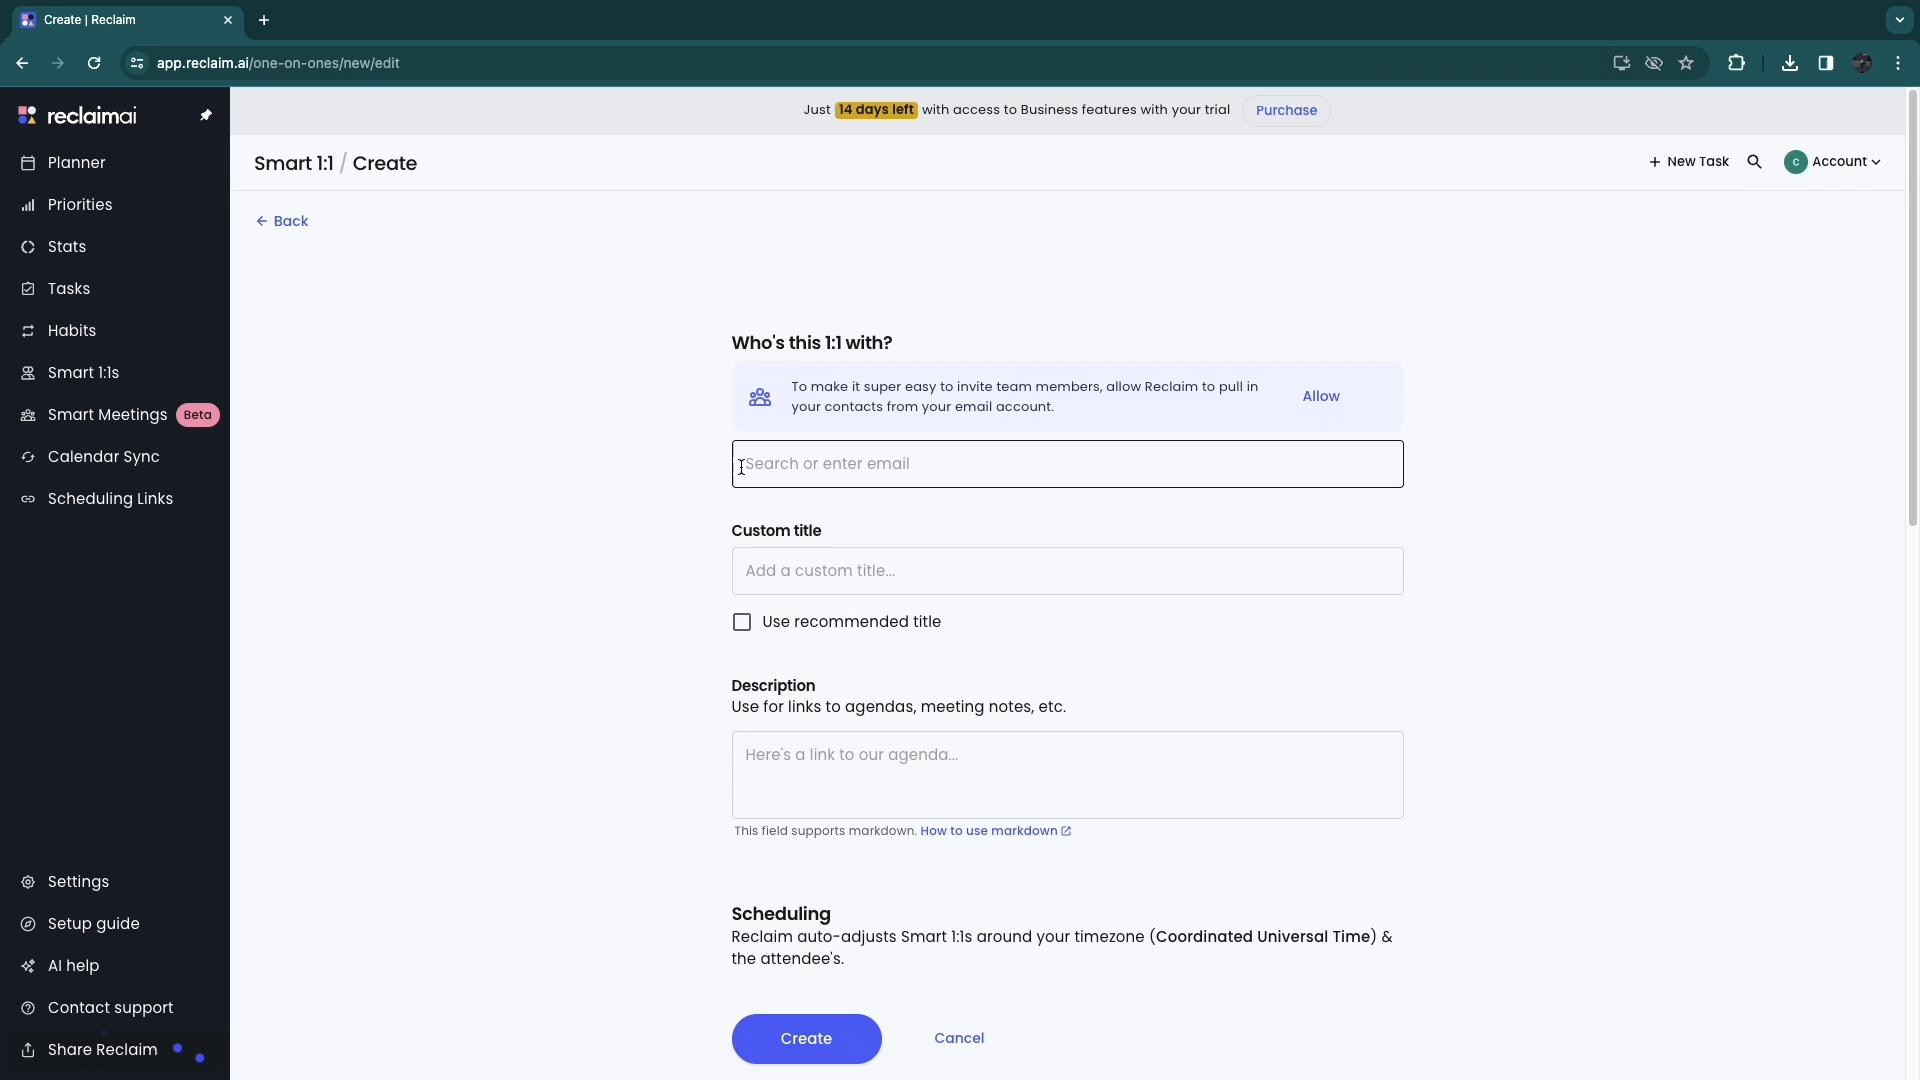 Create | Reclaim
app.reclaim.ai/one-on-ones/new/edit
reclaimai
Just 14 days left with access to Business features with your trial Purchase
Planner
Priorities
Stats
Tasks
Habits
Smart 1:1s
Smart Meetings Beta
Calendar Sync
Scheduling Links
Settings
Setup guide
AI help
Contact support
Share Reclaim
Smart 1:1 / Create
+ New Task
C Account
← Back
Who's this 1:1 with?
To make it super easy to invite team members, allow Reclaim to pull in
your contacts from your email account.
Allow
Search or enter email
Custom title
Add a custom title...
Use recommended title
Description
Use for links to agendas, meeting notes, etc.
Here's a link to our agenda...
This field supports markdown. How to use markdown
Scheduling
Reclaim auto-adjusts Smart 1:1s around your timezone (Coordinated Universal Time) &
the attendee's.
Create
Cancel